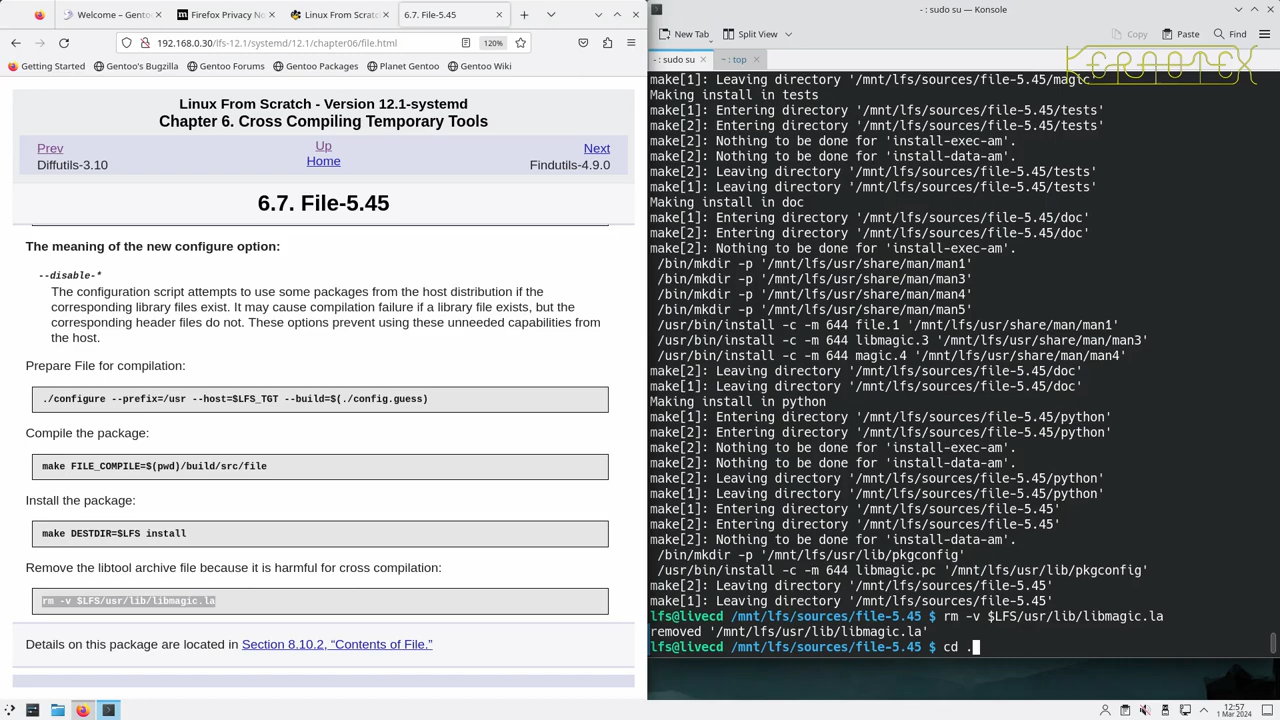 Welcome – Gentoo
Firefox Privacy No
Linux From Scratch
6.7. File-5.45
192.168.0.30/lfs-12.1/systemd/12.1/chapter06/file.html
120%
Getting Started
Gentoo's Bugzilla
Gentoo Forums
Gentoo Packages
Planet Gentoo
Gentoo Wiki
Linux From Scratch - Version 12.1-systemd
Chapter 6. Cross Compiling Temporary Tools
Prev
Up
Next
Diffutils-3.10
Home
Findutils-4.9.0
6.7. File-5.45
The meaning of the new configure option:
--disable-*
The configuration script attempts to use some packages from the host distribution if the
corresponding library files exist. It may cause compilation failure if a library file exists, but the
corresponding header files do not. These options prevent using these unneeded capabilities from
the host.
Prepare File for compilation:
./configure --prefix=/usr --host=$LFS_TGT --build=$(./config.guess)
Compile the package:
make FILE_COMPILE=$(pwd)/build/src/file
Install the package:
make DESTDIR=$LFS install
Remove the libtool archive file because it is harmful for cross compilation:
rm -v $LFS/usr/lib/libmagic.la
Details on this package are located in Section 8.10.2, “Contents of File.”
- : sudo su — Konsole
New Tab
Split View
Copy
Paste
Find
- : sudo su
~ : top
KERNOTEX
make[1]: Leaving directory '/mnt/lfs/sources/file-5.45/magic
Making install in tests
make[1]: Entering directory '/mnt/lfs/sources/file-5.45/tests'
make[2]: Entering directory '/mnt/lfs/sources/file-5.45/tests'
make[2]: Nothing to be done for 'install-exec-am'.
make[2]: Nothing to be done for 'install-data-am'.
make[2]: Leaving directory '/mnt/lfs/sources/file-5.45/tests'
make[1]: Leaving directory '/mnt/lfs/sources/file-5.45/tests'
Making install in doc
make[1]: Entering directory '/mnt/lfs/sources/file-5.45/doc'
make[2]: Entering directory '/mnt/lfs/sources/file-5.45/doc'
make[2]: Nothing to be done for 'install-exec-am'.
/bin/mkdir -p '/mnt/lfs/usr/share/man/man1'
/bin/mkdir -p '/mnt/lfs/usr/share/man/man3'
/bin/mkdir -p '/mnt/lfs/usr/share/man/man4'
/bin/mkdir -p '/mnt/lfs/usr/share/man/man5'
/usr/bin/install -c -m 644 file.1 '/mnt/lfs/usr/share/man/man1'
/usr/bin/install -c -m 644 libmagic.3 '/mnt/lfs/usr/share/man/man3'
/usr/bin/install -c -m 644 magic.4 '/mnt/lfs/usr/share/man/man4'
make[2]: Leaving directory '/mnt/lfs/sources/file-5.45/doc'
make[1]: Leaving directory '/mnt/lfs/sources/file-5.45/doc'
Making install in python
make[1]: Entering directory '/mnt/lfs/sources/file-5.45/python'
make[2]: Entering directory '/mnt/lfs/sources/file-5.45/python'
make[2]: Nothing to be done for 'install-exec-am'.
make[2]: Nothing to be done for 'install-data-am'.
make[2]: Leaving directory '/mnt/lfs/sources/file-5.45/python'
make[1]: Leaving directory '/mnt/lfs/sources/file-5.45/python'
make[1]: Entering directory '/mnt/lfs/sources/file-5.45'
make[2]: Entering directory '/mnt/lfs/sources/file-5.45'
make[2]: Nothing to be done for 'install-data-am'.
/bin/mkdir -p '/mnt/lfs/usr/lib/pkgconfig'
/usr/bin/install -c -m 644 libmagic.pc '/mnt/lfs/usr/lib/pkgconfig'
make[2]: Leaving directory '/mnt/lfs/sources/file-5.45'
make[1]: Leaving directory '/mnt/lfs/sources/file-5.45'
lfs@livecd /mnt/lfs/sources/file-5.45 $ rm -v $LFS/usr/lib/libmagic.la
removed '/mnt/lfs/usr/lib/libmagic.la'
lfs@livecd /mnt/lfs/sources/file-5.45 $ cd .
12:57
1 Mar 2024